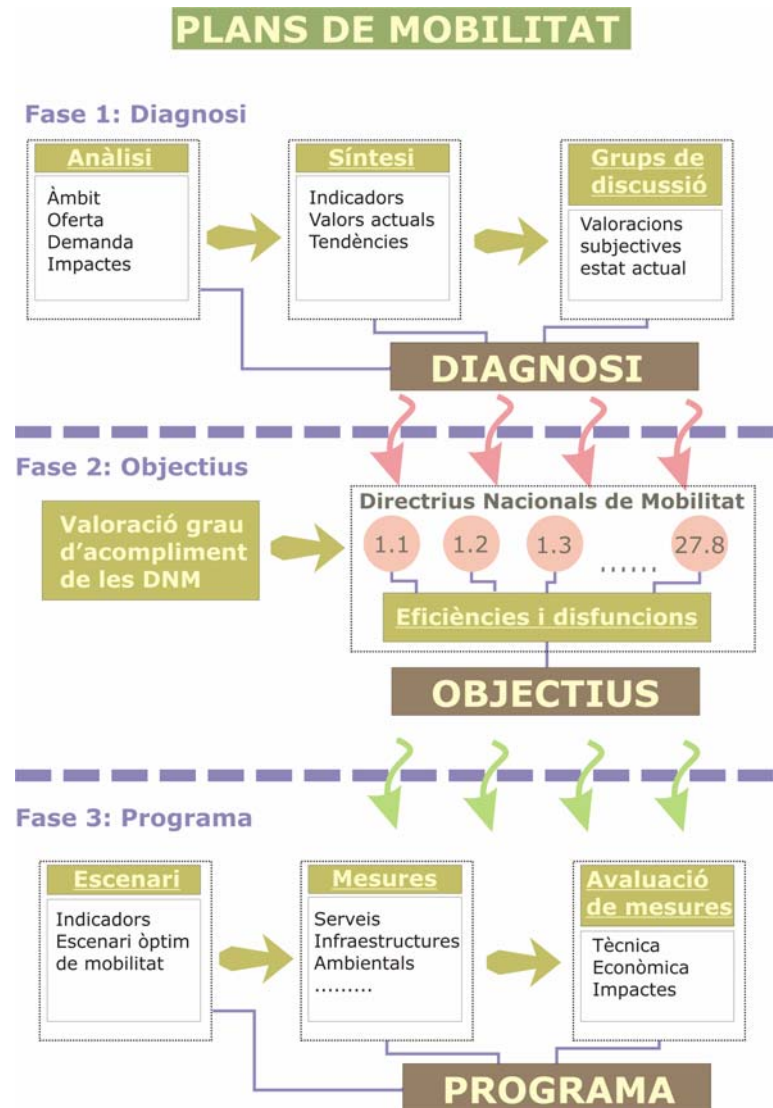 PLANS DE MOBILITAT
Fase 1: Diagnosi
Anàlisi
Àmbit
Oferta
Demanda
Impactes
Síntesi
Indicadors
Valors actuals
Tendències
Grups de
discussió
Valoracions
subjectives
estat actual
DIAGNOSI
Fase 2: Objectius
Valoració grau
d'acompliment
de les DNM
Directrius Nacionals de Mobilitat
1.1 1.2 1.3 ...... 27.8
Eficiències i disfuncions
OBJECTIUS
Fase 3: Programa
Escenari
Indicadors
Escenari òptim
de mobilitat
Mesures
Serveis
Infraestructures
Ambientals
.........
Avaluació
de mesures
Tècnica
Econòmica
Impactes
PROGRAMA